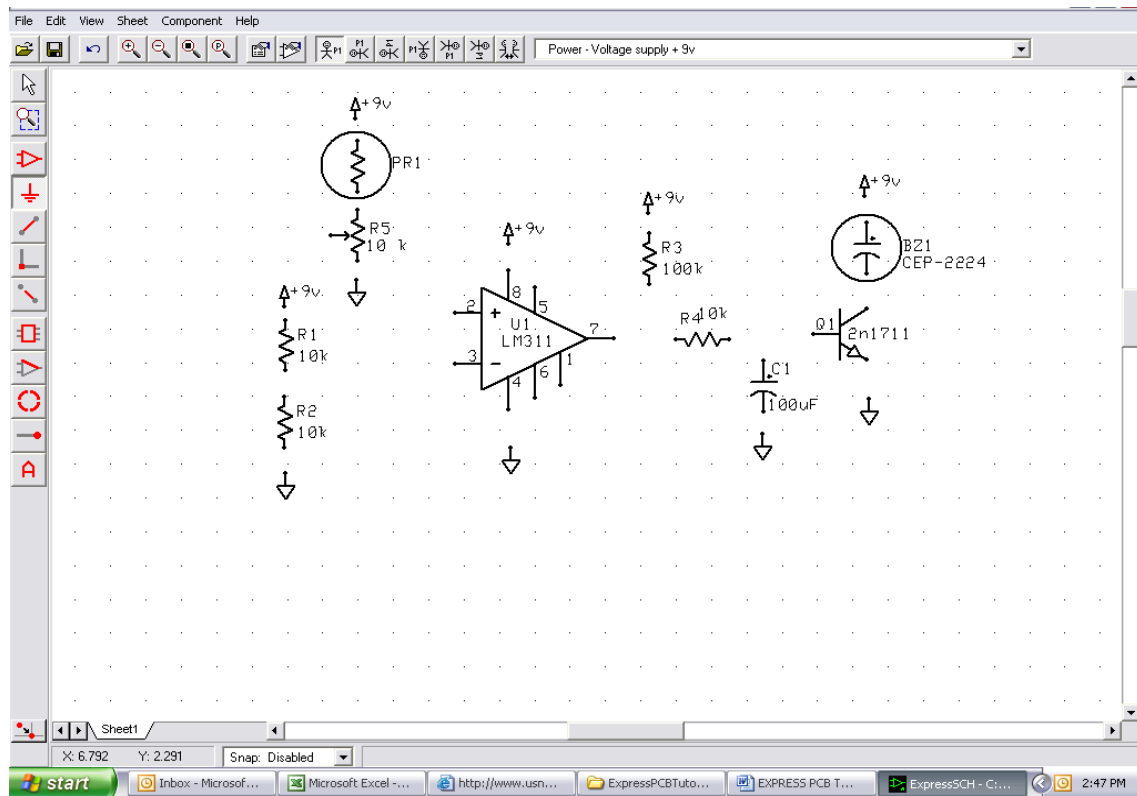 File Edit View Sheet Component Help
Power - Voltage supply + 9v
+9v
PR1
R5
10 k
+9v
R1
10k
R2
10k
+9v
8
5
2
+
U1
LM311
7
3
-
1
6
4
+9v
R3
100k
R4 10k
C1
100uF
+9v
BZ1
CEP-2224
Q1
2n1711
A
Sheet1
X: 6.792 Y: 2.291 Snap: Disabled
start Inbox - Microsof... Microsoft Excel -... http://www.usn... ExpressPCBTuto... EXPRESS PCB T... ExpressSCH - C:... 2:47 PM